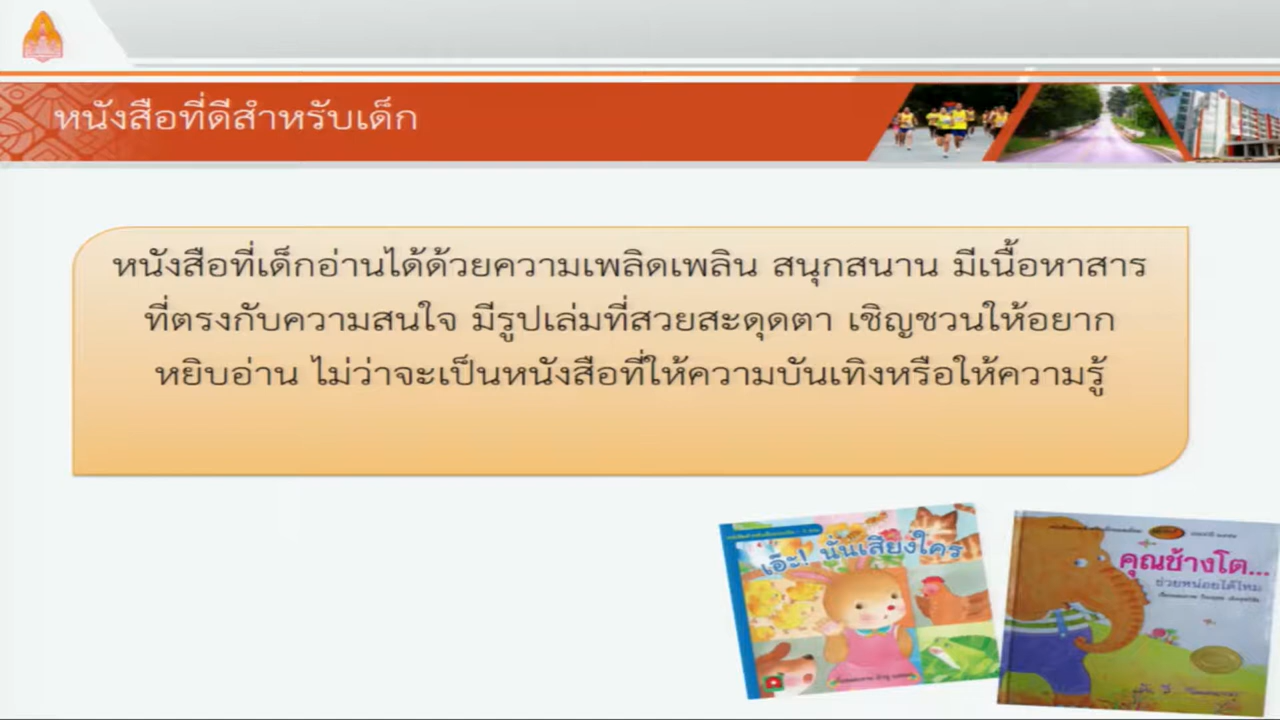 หนังสือที่ดีสำหรับเด็ก
หนังสือที่เด็กอ่านได้ด้วยความเพลิดเพลิน สนุกสนาน มีเนื้อหาสาร
ที่ตรงกับความสนใจ มีรูปเล่มที่สวยสะดุดตา เชิญชวนให้อยาก
หยิบอ่าน ไม่ว่าจะเป็นหนังสือที่ให้ความบันเทิงหรือให้ความรู้
เอ๊ะ! นั่นเสียงใคร
คุณช้างโต...
ช่วยหน่อยได้ไหม